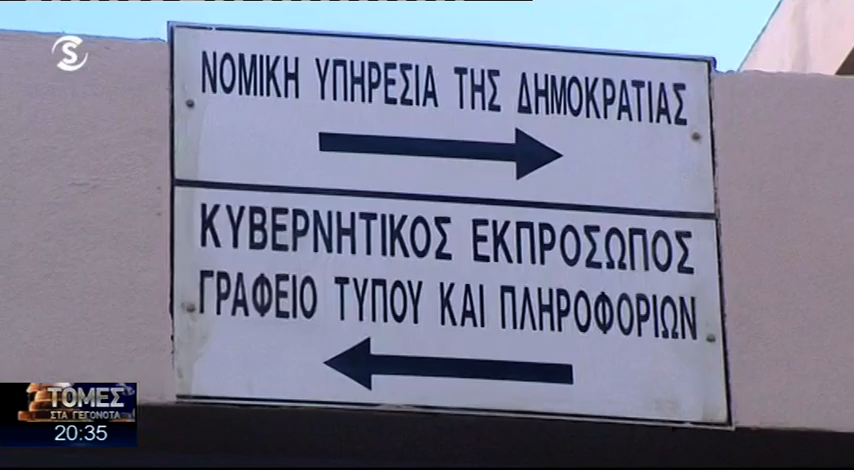 S
ΝΟΜΙΚΗ ΥΠΗΡΕΣΙΑ ΤΗΣ ΔΗΜΟΚΡΑΤΙΑΣ
ΚΥΒΕΡΝΗΤΙΚΟΣ ΕΚΠΡΟΣΩΠΟΣ
ΓΡΑΦΕΙΟ ΤΥΠΟΥ ΚΑΙ ΠΛΗΡΟΦΟΡΙΩΝ
ΤΟΜΕΣ
ΣΤΑ ΓΕΓΟΝΟΤΑ
20:35